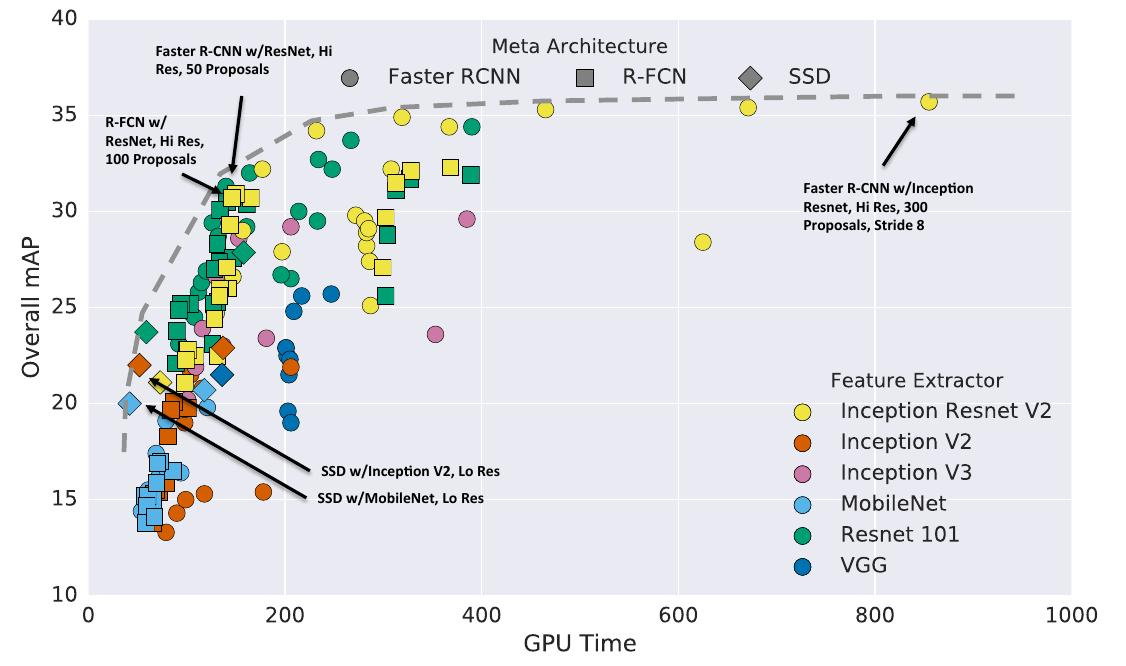 40
35
30
25
20
15
10
Overall mAP
0
200
400
600
800
1000
GPU Time
Meta Architecture
Faster RCNN
R-FCN
SSD
Faster R-CNN w/ResNet, Hi
Res, 50 Proposals
R-FCN w/
ResNet, Hi Res,
100 Proposals
Faster R-CNN w/Inception
Resnet, Hi Res, 300
Proposals, Stride 8
SSD w/Inception V2, Lo Res
SSD w/MobileNet, Lo Res
Feature Extractor
Inception Resnet V2
Inception V2
Inception V3
MobileNet
Resnet 101
VGG